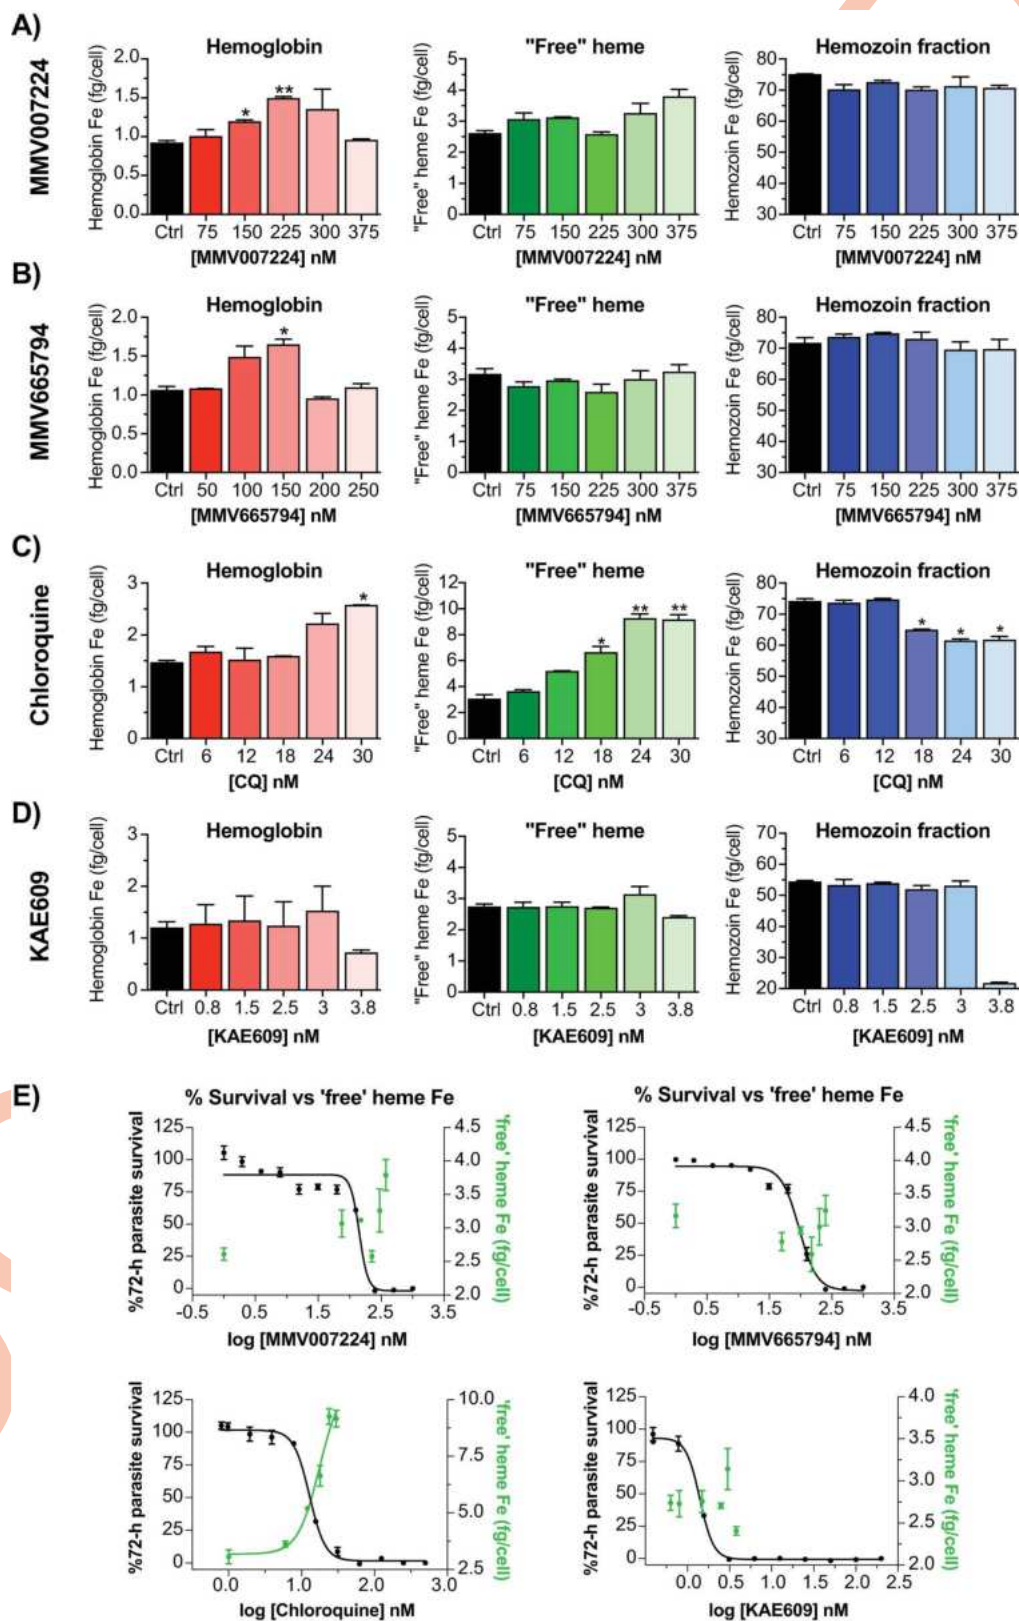 A)
MMV007224
Hemoglobin
Hemoglobin Fe (fg/cell)
2.0
1.5
1.0
0.5
0.0
* **
Ctrl 75 150 225 300 375
[MMV007224] nM
"Free" heme
"Free" heme Fe (fg/cell)
5
4
3
2
1
0
Ctrl 75 150 225 300 375
[MMV007224] nM
Hemozoin fraction
Hemozoin Fe (fg/cell)
80
70
60
50
40
30
Ctrl 75 150 225 300 375
[MMV007224] nM
B)
MMV665794
Hemoglobin
Hemoglobin Fe (fg/cell)
2.0
1.5
1.0
0.5
0.0
*
Ctrl 50 100 150 200 250
[MMV665794] nM
"Free" heme
"Free" heme Fe (fg/cell)
5
4
3
2
1
0
Ctrl 75 150 225 300 375
[MMV665794] nM
Hemozoin fraction
Hemozoin Fe (fg/cell)
80
70
60
50
40
30
Ctrl 75 150 225 300 375
[MMV665794] nM
C)
Chloroquine
Hemoglobin
Hemoglobin Fe (fg/cell)
3
2
1
0
*
Ctrl 6 12 18 24 30
[CQ] nM
"Free" heme
"Free" heme Fe (fg/cell)
12
10
8
6
4
2
0
* ** **
Ctrl 6 12 18 24 30
[CQ] nM
Hemozoin fraction
Hemozoin Fe (fg/cell)
80
70
60
50
40
30
* * *
Ctrl 6 12 18 24 30
[CQ] nM
D)
KAE609
Hemoglobin
Hemoglobin Fe (fg/cell)
3
2
1
0
Ctrl 0.8 1.5 2.5 3 3.8
[KAE609] nM
"Free" heme
"Free" heme Fe (fg/cell)
5
4
3
2
1
0
Ctrl 0.8 1.5 2.5 3 3.8
[KAE609] nM
Hemozoin fraction
Hemozoin Fe (fg/cell)
70
60
50
40
30
20
Ctrl 0.8 1.5 2.5 3 3.8
[KAE609] nM
E)
% Survival vs 'free' heme Fe
%72-h parasite survival
125
100
75
50
25
0
-0.5 0.5 1.5 2.5 3.5
log [MMV007224] nM
4.5
4.0
3.5
3.0
2.5
2.0
'free' heme Fe (fg/cell)
% Survival vs 'free' heme Fe
%72-h parasite survival
125
100
75
50
25
0
-0.5 0.5 1.5 2.5 3.5
log [MMV665794] nM
4.5
4.0
3.5
3.0
2.5
2.0
'free' heme Fe (fg/cell)
%72-h parasite survival
125
100
75
50
25
0
0.0 1.0 2.0 3.0
log [Chloroquine] nM
10.0
7.5
5.0
2.5
'free' heme Fe (fg/cell)
%72-h parasite survival
125
100
75
50
25
0
0.0 0.5 1.0 1.5 2.0 2.5
log [KAE609] nM
4.0
3.5
3.0
2.5
2.0
'free' heme Fe (fg/cell)